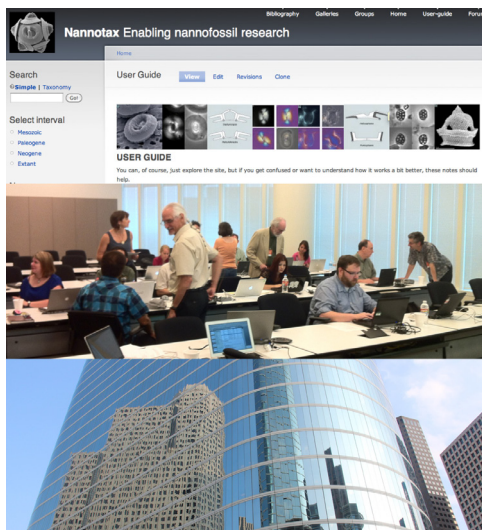 Bibliography Galleries Groups Home User-guide Foru
Nannotax Enabling nannofossil research
Home
Search
Simple | Taxonomy
Go!
Select interval
Mesozoic
Paleogene
Neogene
Extant
User Guide View Edit Revisions Clone
USER GUIDE
You can, of course, just explore the site, but if you get confused or want to understand how it works a bit better, these notes should
help.